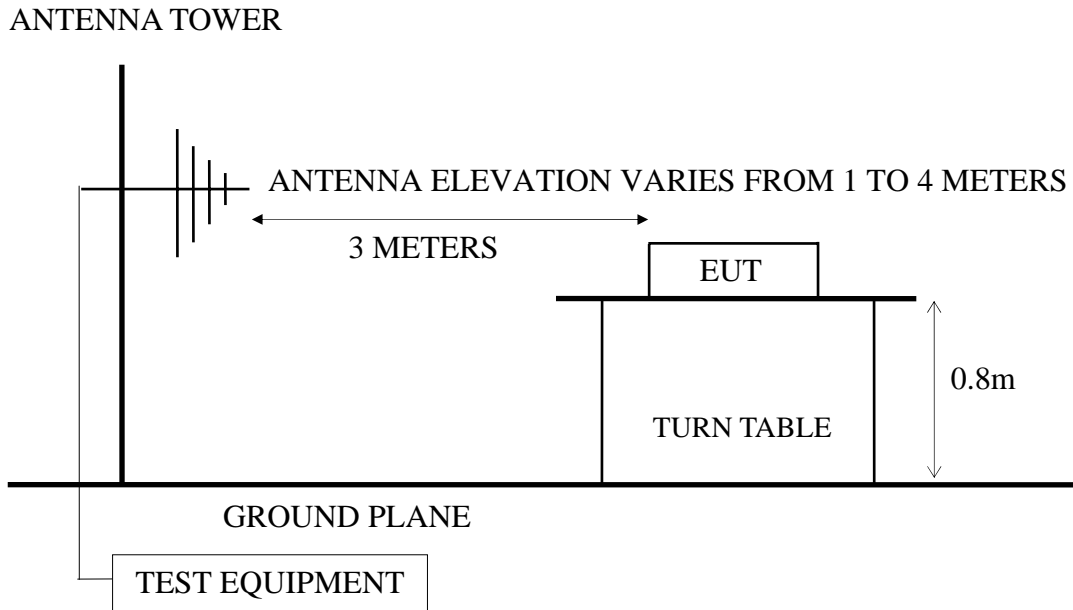 ANTENNA TOWER
ANTENNA ELEVATION VARIES FROM 1 TO 4 METERS
3 METERS
EUT
0.8m
TURN TABLE
GROUND PLANE
TEST EQUIPMENT